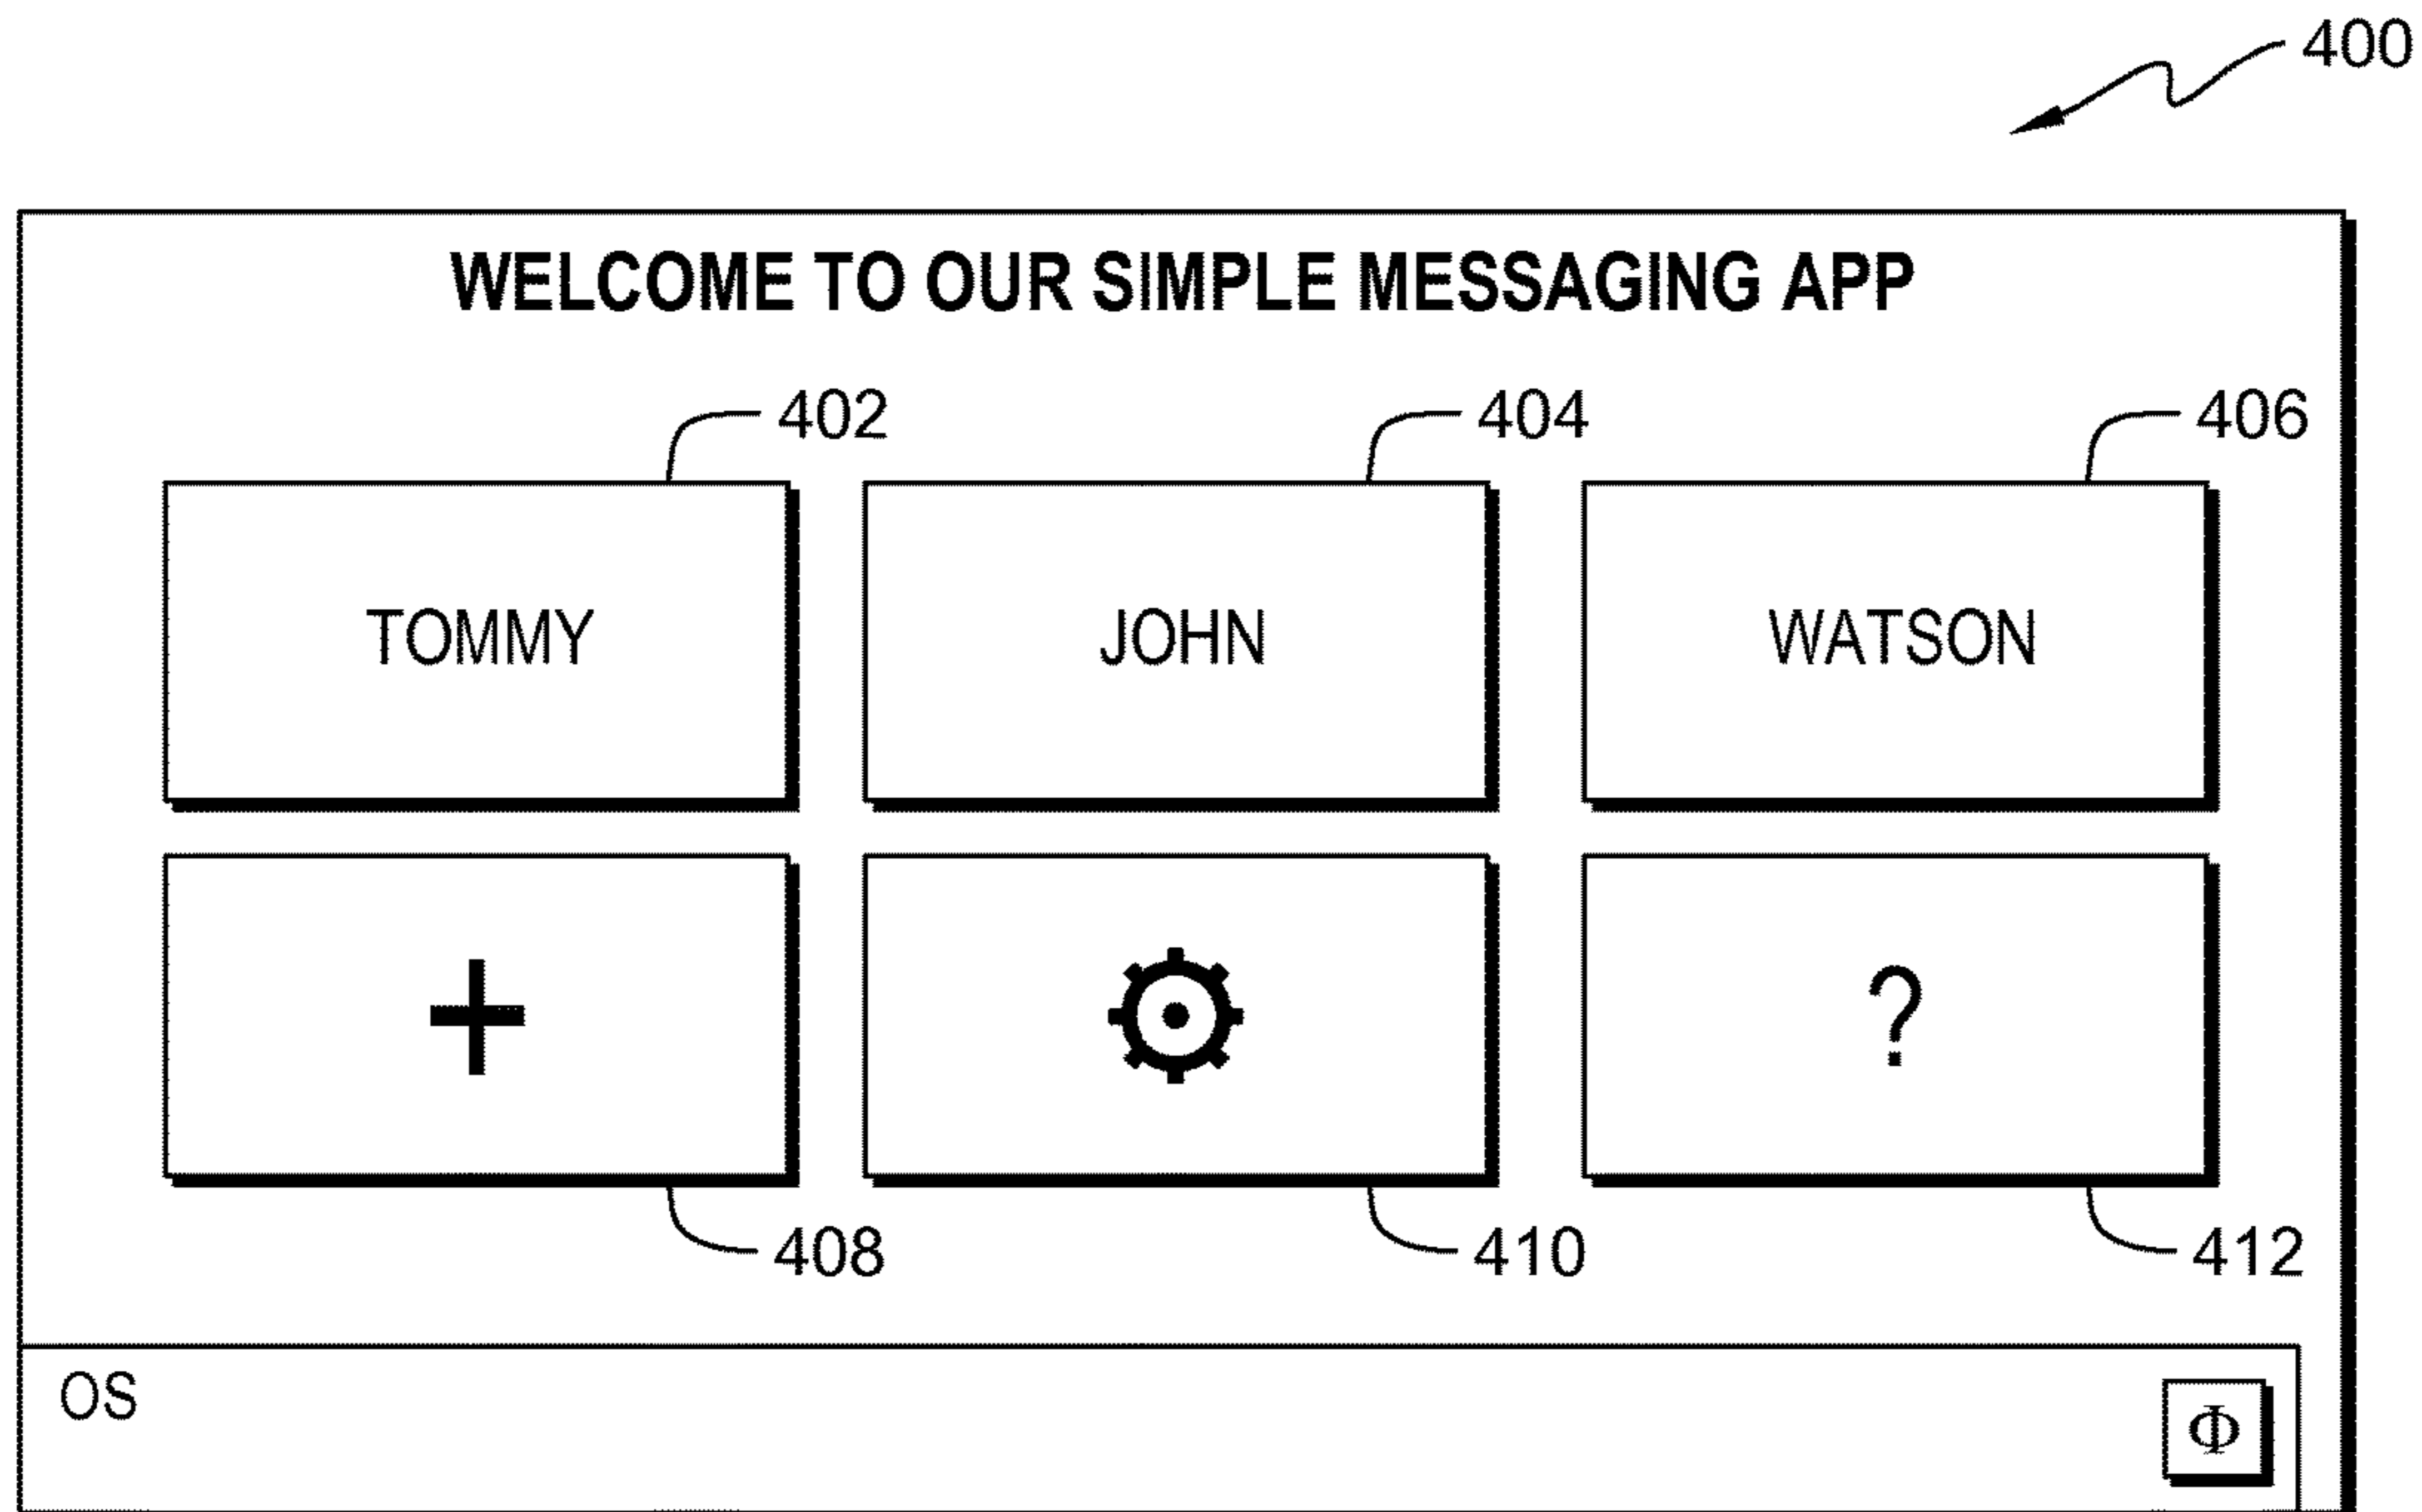 400
WELCOME TO OUR SIMPLE MESSAGING APP
402 404 406
TOMMY JOHN WATSON
+ ?
408 410 412
OS Φ